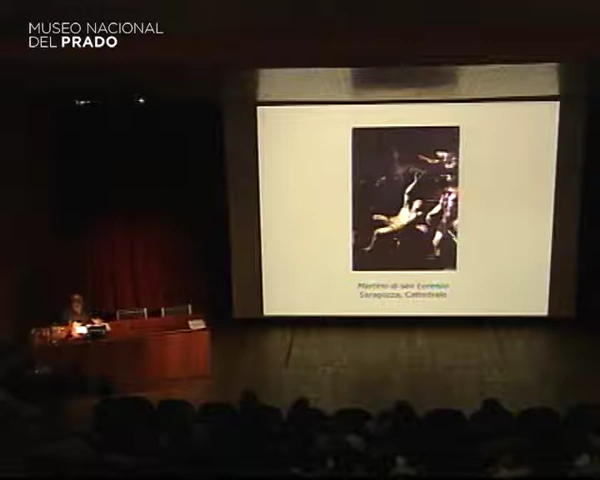 MUSEO NACIONAL
DEL PRADO
Martirio di san Lorenzo
Saragozza, Cattedrale